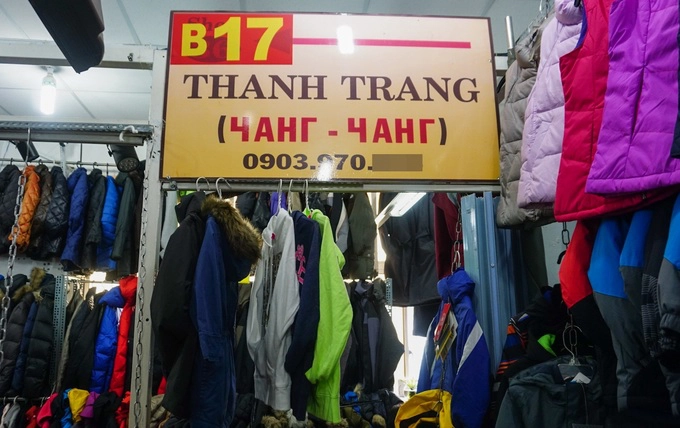 B17
THANH TRANG
(ЧАНГ - ЧАНГ)
0903.970.